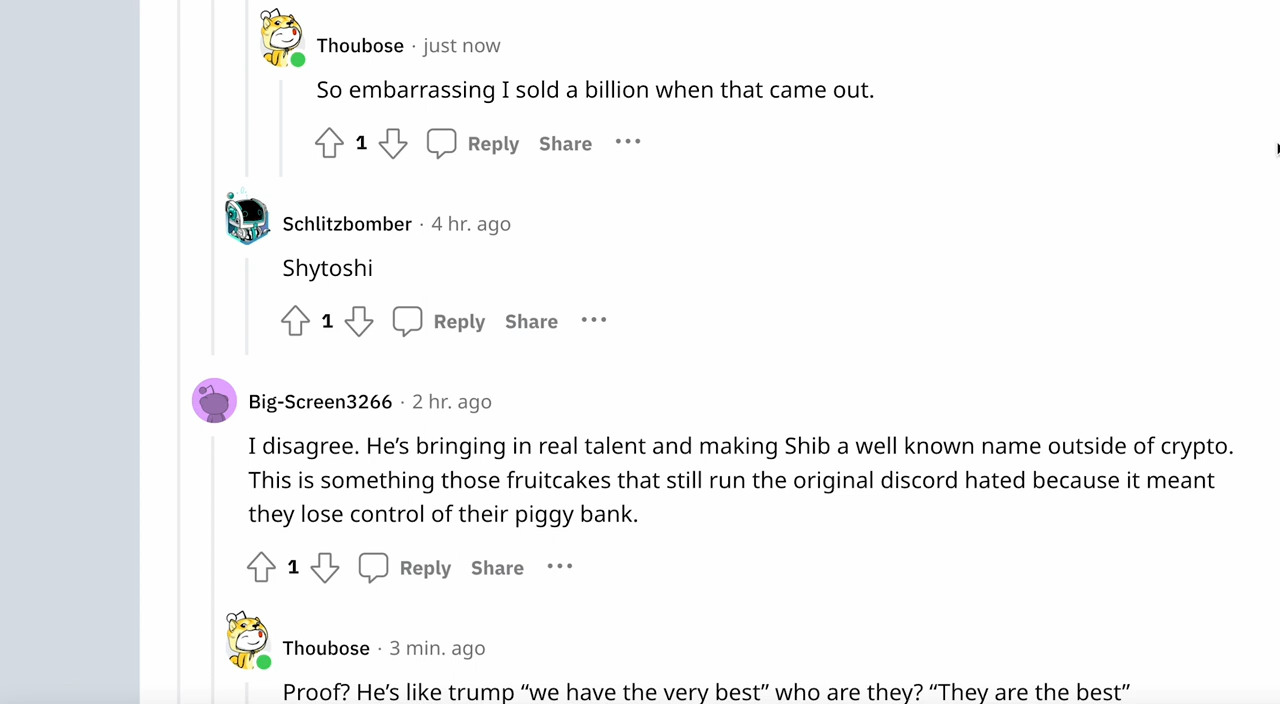 Thoubose · just now
So embarrassing I sold a billion when that came out.
1 Reply Share ···
Schlitzbomber · 4 hr. ago
Shytoshi
1 Reply Share ···
Big-Screen3266 · 2 hr. ago
I disagree. He’s bringing in real talent and making Shib a well known name outside of crypto.
This is something those fruitcakes that still run the original discord hated because it meant
they lose control of their piggy bank.
1 Reply Share ···
Thoubose · 3 min. ago
Proof? He’s like trump “we have the very best” who are they? “They are the best”